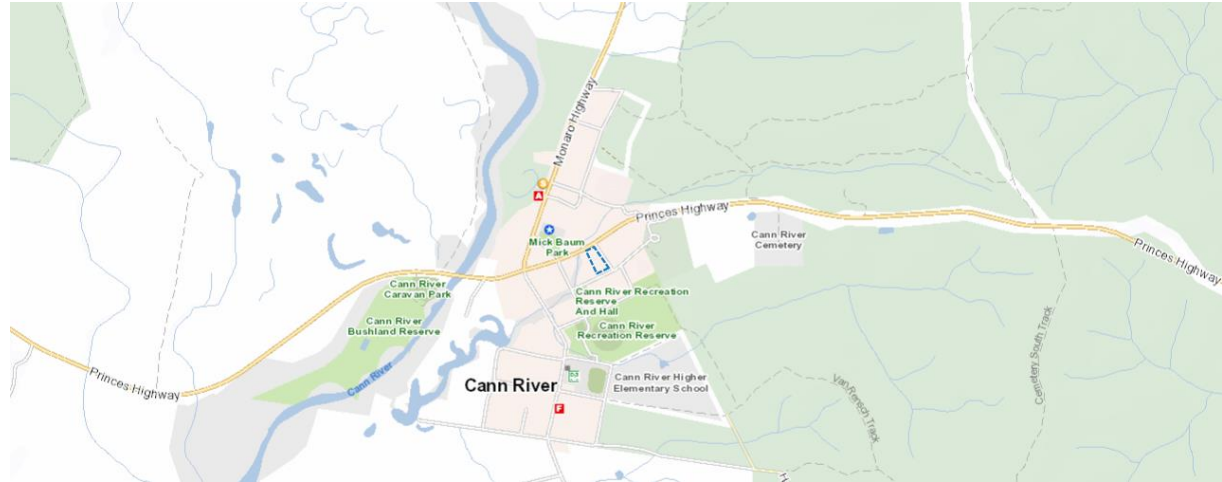 Monaro Highway
A
Princes Highway
Mick Baum
Park
Cann River
Cemetery
Princes Highway
Cann River
Caravan Park
Cann River Recreation
Reserve
And Hall
Cann River
Bushland Reserve
Cann River
Recreation Reserve
Princes Highway
Cann River
Cann River
Cann River Higher
Elementary School
Cemetery South Track
Van Rensch Track
F